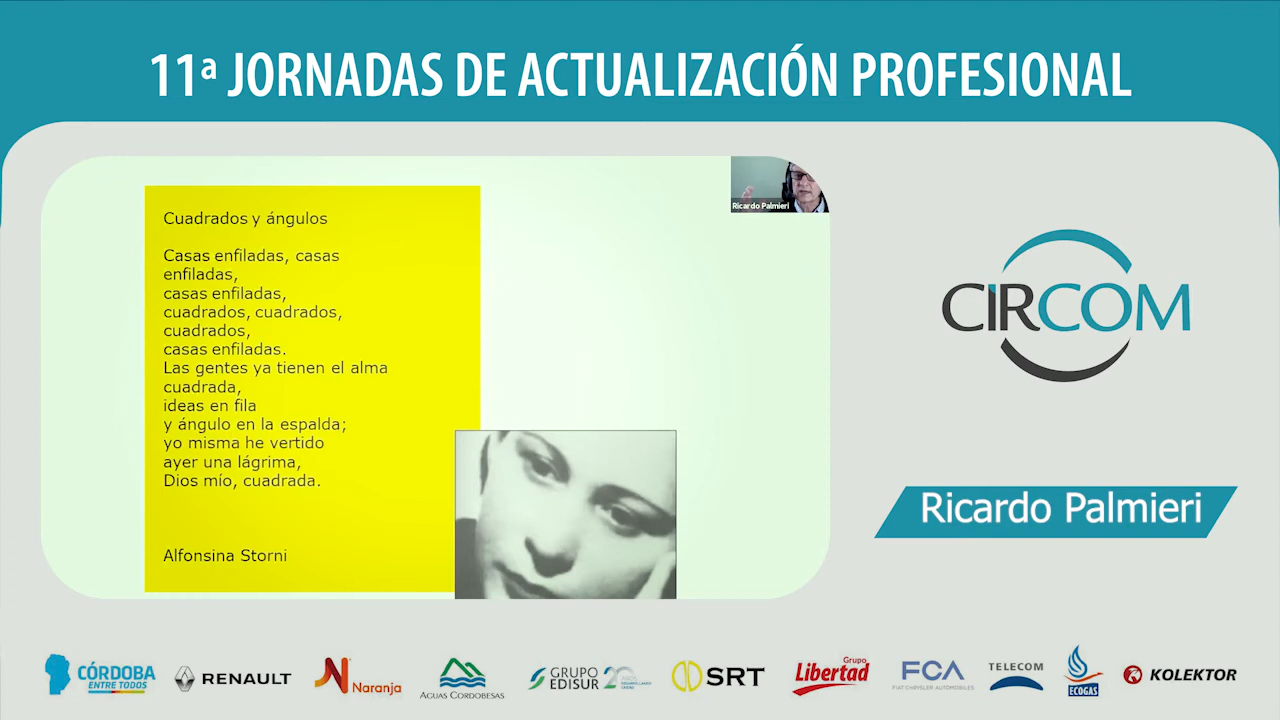 11ª JORNADAS DE ACTUALIZACIÓN PROFESIONAL
Ricardo Palmieri
Cuadrados y ángulos
Casas enfiladas, casas
enfiladas,
casas enfiladas,
cuadrados, cuadrados,
cuadrados,
casas enfiladas.
Las gentes ya tienen el alma
cuadrada,
ideas en fila
y ángulo en la espalda;
yo misma he vertido
ayer una lágrima,
Dios mío, cuadrada.
Alfonsina Storni
CIRCOM
Ricardo Palmieri
CÓRDOBA
ENTRE TODOS
RENAULT
N
Naranja
AGUAS CORDOBESAS
GRUPO
EDISUR
20 AÑOS
SRT
Grupo
Libertad
FCA
FIAT CHRYSLER AUTOMOBILES
TELECOM
ECOGAS
KOLEKTOR